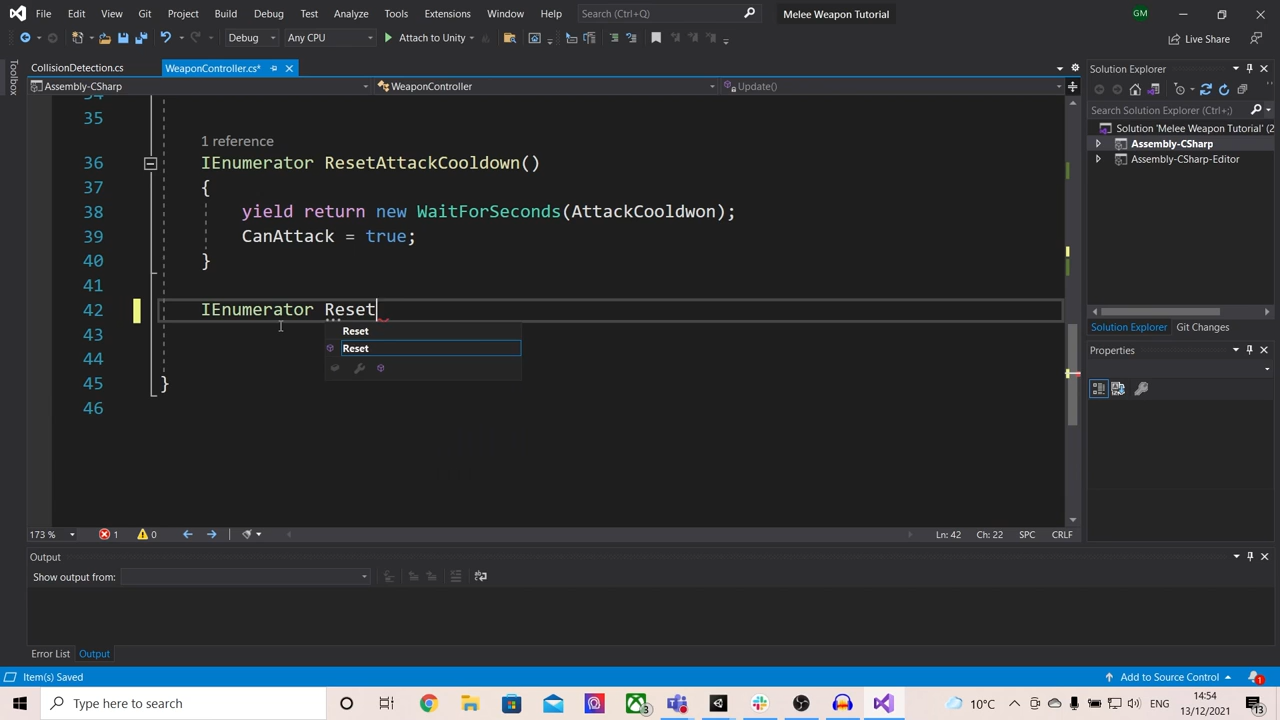 File Edit View Git Project Build Debug Test Analyze Tools Extensions Window Help Search (Ctrl+Q) Melee Weapon Tutorial GM
Debug Any CPU Attach to Unity Live Share
Toolbox
CollisionDetection.cs WeaponController.cs*
Assembly-CSharp WeaponController Update()
35
1 reference
36 IEnumerator ResetAttackCooldown()
37 {
38 yield return new WaitForSeconds(AttackCooldwon);
39 CanAttack = true;
40 }
41
42 IEnumerator Reset
Reset
43
Reset
44
45 }
46
173 % 1 0 Ln: 42 Ch: 22 SPC CRLF
Output
Show output from:
Error List Output
Solution Explorer
Search Solution Explorer (Ctrl+;)
Solution 'Melee Weapon Tutorial' (2
Assembly-CSharp
Assembly-CSharp-Editor
Solution Explorer Git Changes
Properties
Item(s) Saved Add to Source Control 1
Type here to search 3 10°C ENG 14:54
13/12/2021 13